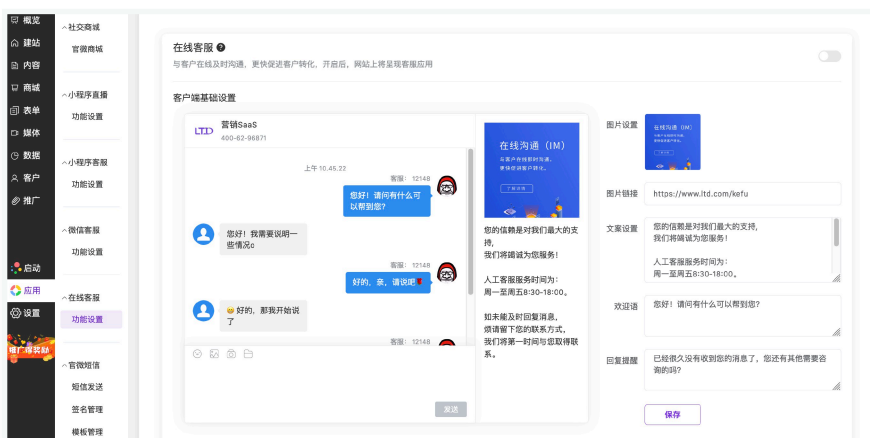 概览
建站
内容
商城
表单
媒体
数据
客户
推广
启动
应用
设置
推广得奖励
社交商城
官微商城
小程序直播
功能设置
小程序客服
功能设置
微信客服
功能设置
在线客服
功能设置
官微短信
短信发送
签名管理
模板管理
在线客服
与客户在线及时沟通,更快促进客户转化,开启后,网站上将呈现客服应用
客户端基础设置
LTD
营销SaaS
400-62-96871
上午 10.45.22
客服: 12148
您好!请问有什么可
以帮到您?
您好!我需要说明一
些情况。
客服: 12148
好的,亲,请说吧
好的,那我开始说
了
客服: 12148
发送
在线沟通(IM)
与客户在线即时沟通,
更快促进客户转化。
了解详情
您的信赖是对我们最大的支
持,
我们将竭诚为您服务!
人工客服服务时间为:
周一至周五8:30-18:00。
如未能及时回复消息,
烦请留下您的联系方式,
我们将第一时间与您取得联
系。
图片设置
在线沟通(IM)
图片链接
https://www.ltd.com/kefu
文案设置
您的信赖是对我们最大的支持,
我们将竭诚为您服务!
人工客服服务时间为:
周一至周五8:30-18:00。
欢迎语
您好!请问有什么可以帮到您?
回复提醒
已经很久没有收到您的消息了,您还有其他需要咨
询的吗?
保存